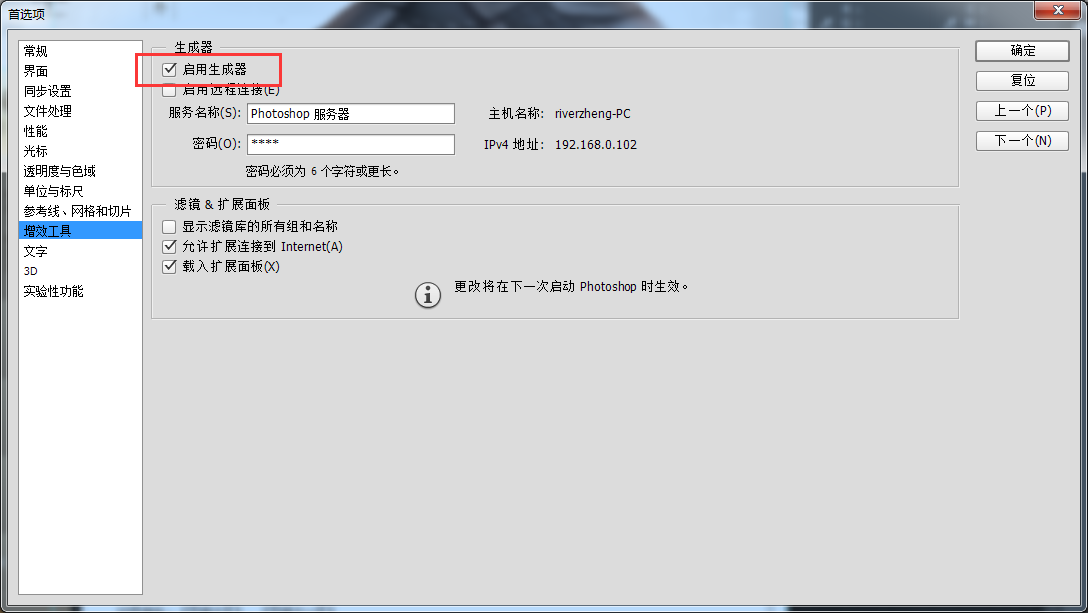 首选项
常规
界面
同步设置
文件处理
性能
光标
透明度与色域
单位与标尺
参考线、网格和切片
增效工具
文字
3D
实验性功能
生成器
启用生成器
启用远程连接(E)
服务名称(S): Photoshop 服务器 主机名称: riverzheng-PC
密码(O): **** IPv4 地址: 192.168.0.102
密码必须为 6 个字符或更长。
滤镜 & 扩展面板
显示滤镜库的所有组和名称
允许扩展连接到 Internet(A)
载入扩展面板(X)
更改将在下一次启动 Photoshop 时生效。
确定
复位
上一个(P)
下一个(N)